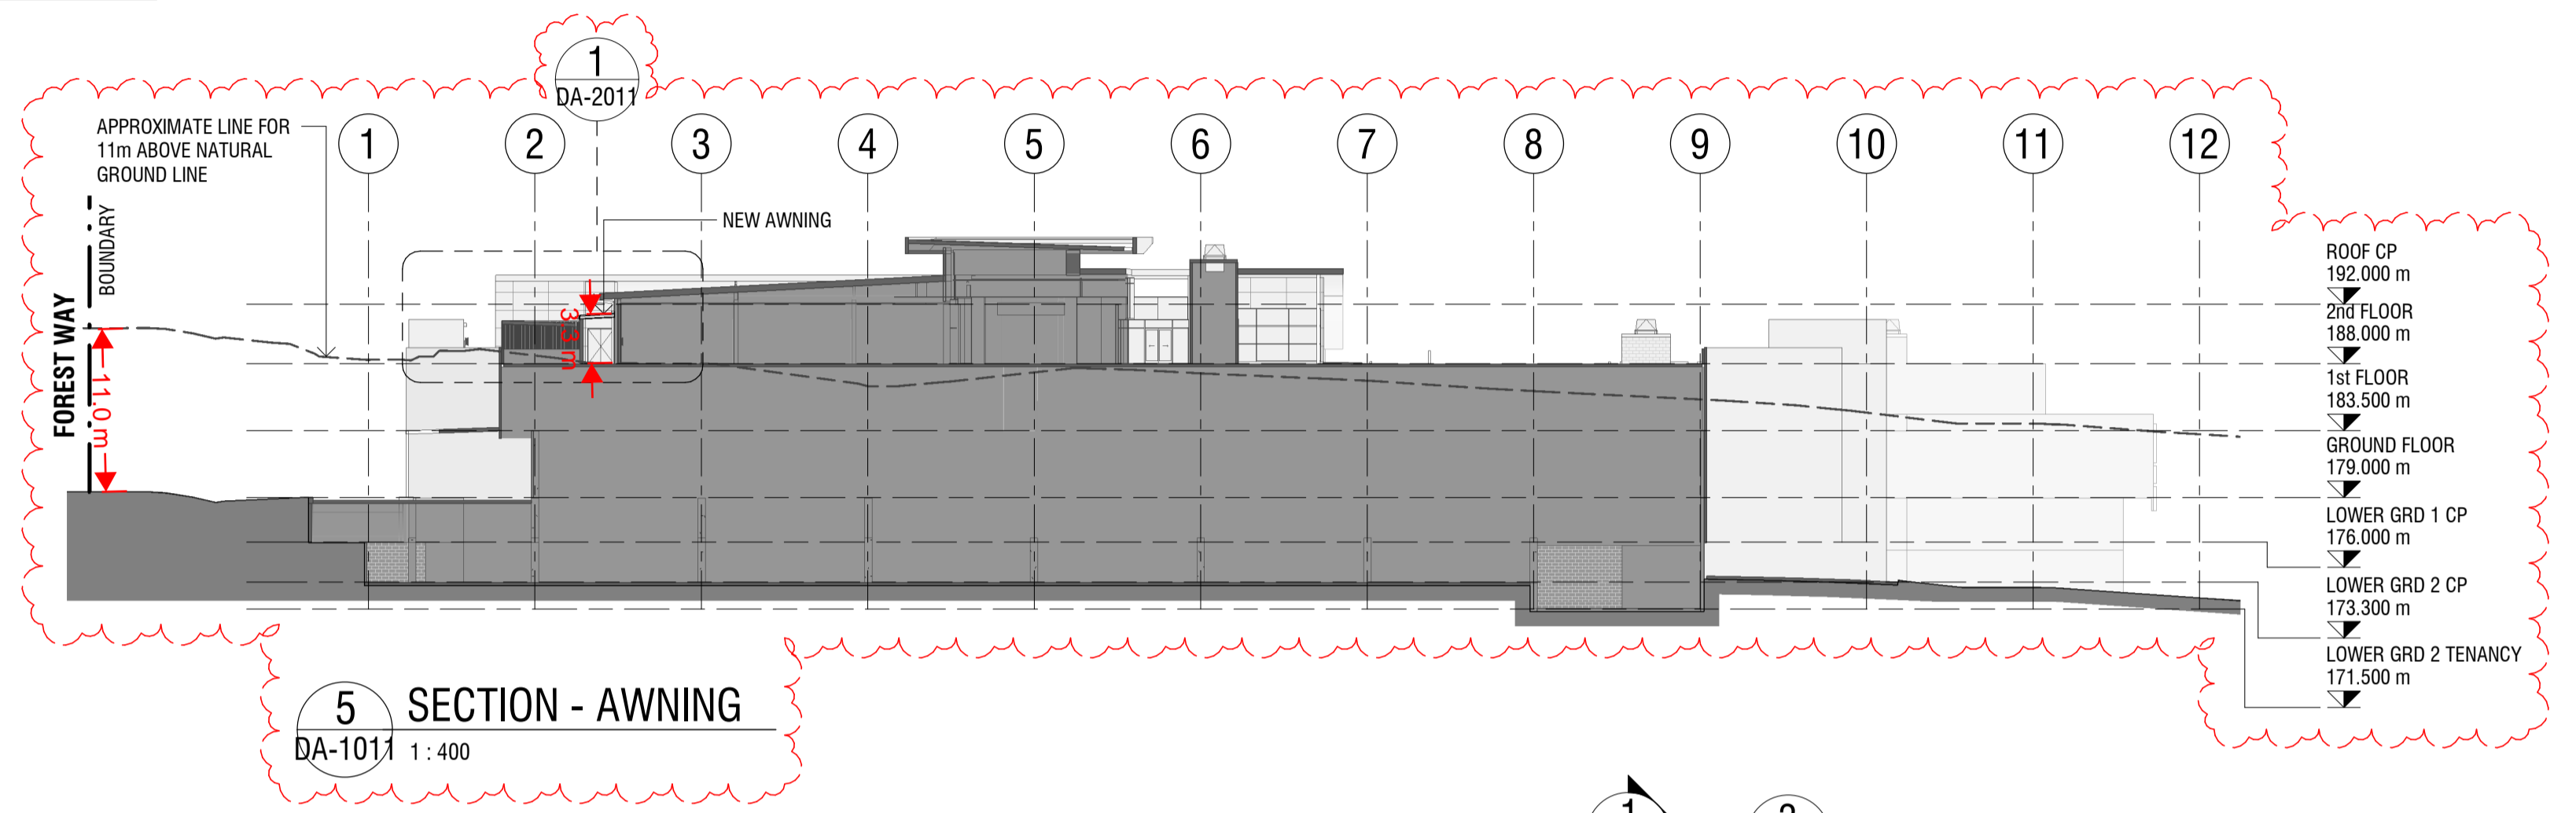 1
DA-2011
APPROXIMATE LINE FOR
11m ABOVE NATURAL
GROUND LINE
1
2
3
4
5
6
7
8
9
10
11
12
BOUNDARY
FOREST WAY
11.0 m
NEW AWNING
3.3 m
ROOF CP
192.000 m
2nd FLOOR
188.000 m
1st FLOOR
183.500 m
GROUND FLOOR
179.000 m
LOWER GRD 1 CP
176.000 m
LOWER GRD 2 CP
173.300 m
LOWER GRD 2 TENANCY
171.500 m
5
DA-1011
SECTION - AWNING
1 : 400
1